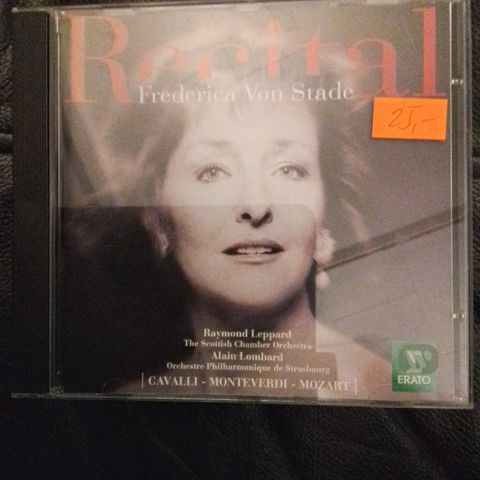 Recital
Frederica Von Stade
25,-
Raymond Leppard
The Scottish Chamber Orchestra
Alain Lombard
Orchestre Philharmonique de Strasbourg
| CAVALLI - MONTEVERDI - MOZART |
ERATO